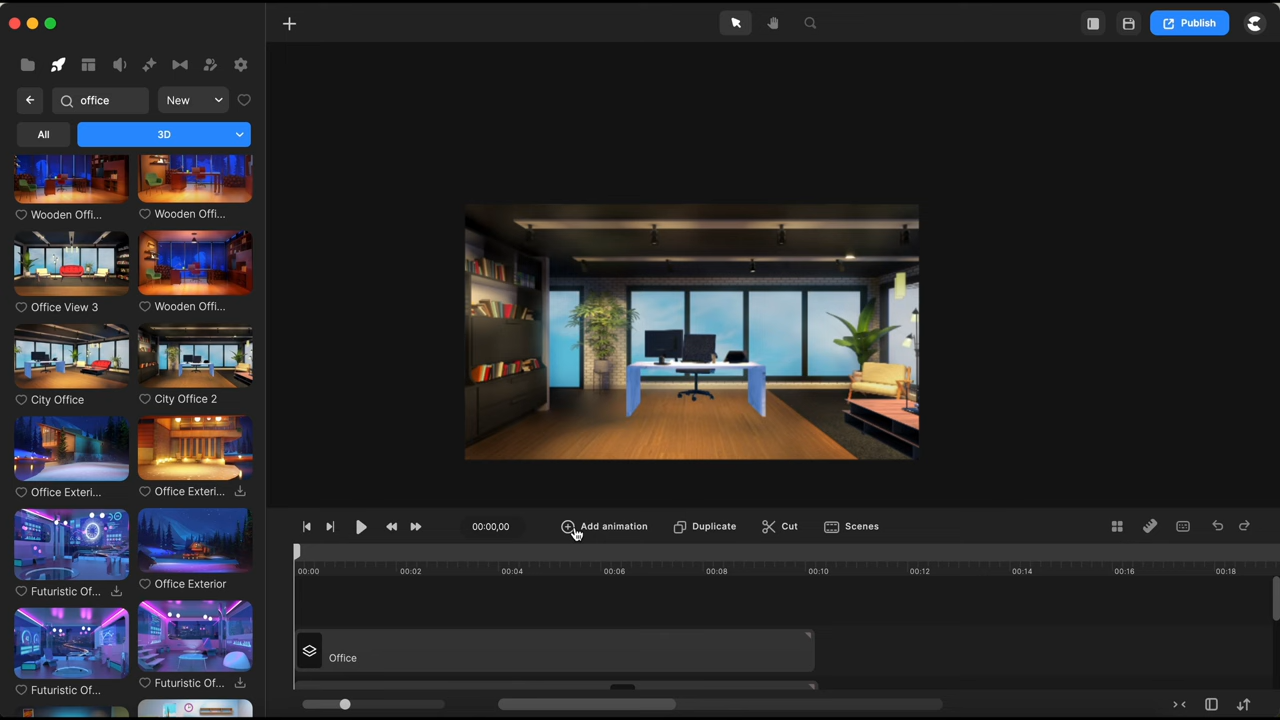 Publish
office
New
All
3D
Wooden Offi...
Wooden Offi...
Office View 3
Wooden Offi...
City Office
City Office 2
Office Exteri...
Office Exteri...
Futuristic Of...
Office Exterior
Futuristic Of...
Futuristic Of...
00:00,00
Add animation
Duplicate
Cut
Scenes
00:00
00:02
00:04
00:06
00:08
00:10
00:12
00:14
00:16
00:18
Office